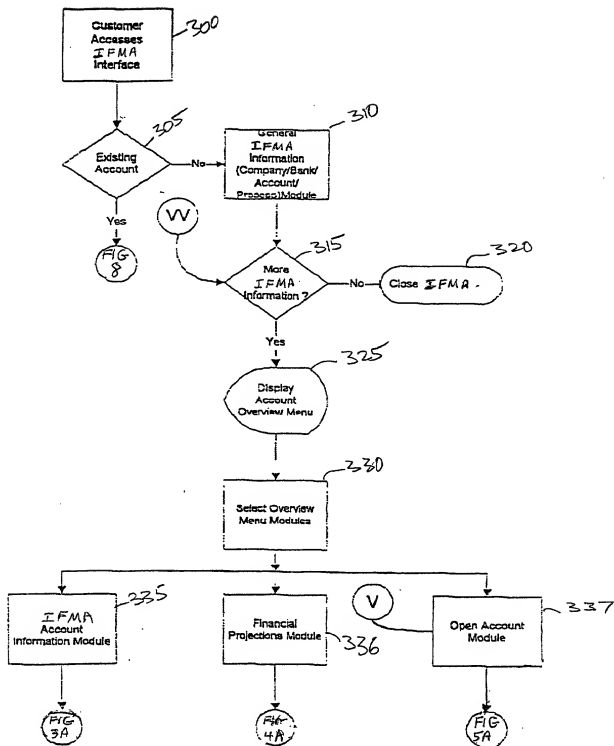 Customer
Accesses
IFMA
Interface
300
305
Existing
Account
No
Yes
FIG
8
310
General
IFMA
Information
(Company/Bank/
Account/
Process)Module
VV
315
More
IFMA
Information ?
No
320
Close IFMA.
Yes
325
Display
Account
Overview Menu
330
Select Overview
Menu Modules
335
IFMA
Account
Information Module
Financial
Projections Module
336
V
337
Open Account
Module
FIG
3A
FIG
4A
FIG
5A